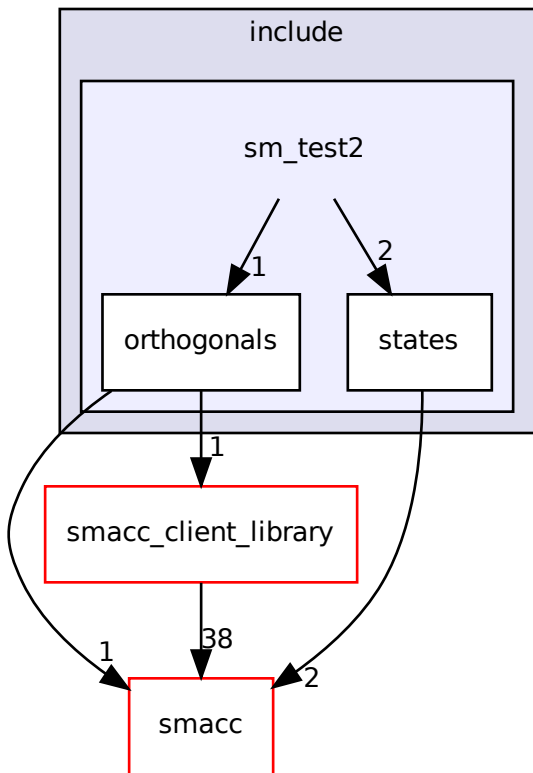 include
sm_test2
1
2
orthogonals
states
1
smacc_client_library
38
1
2
smacc